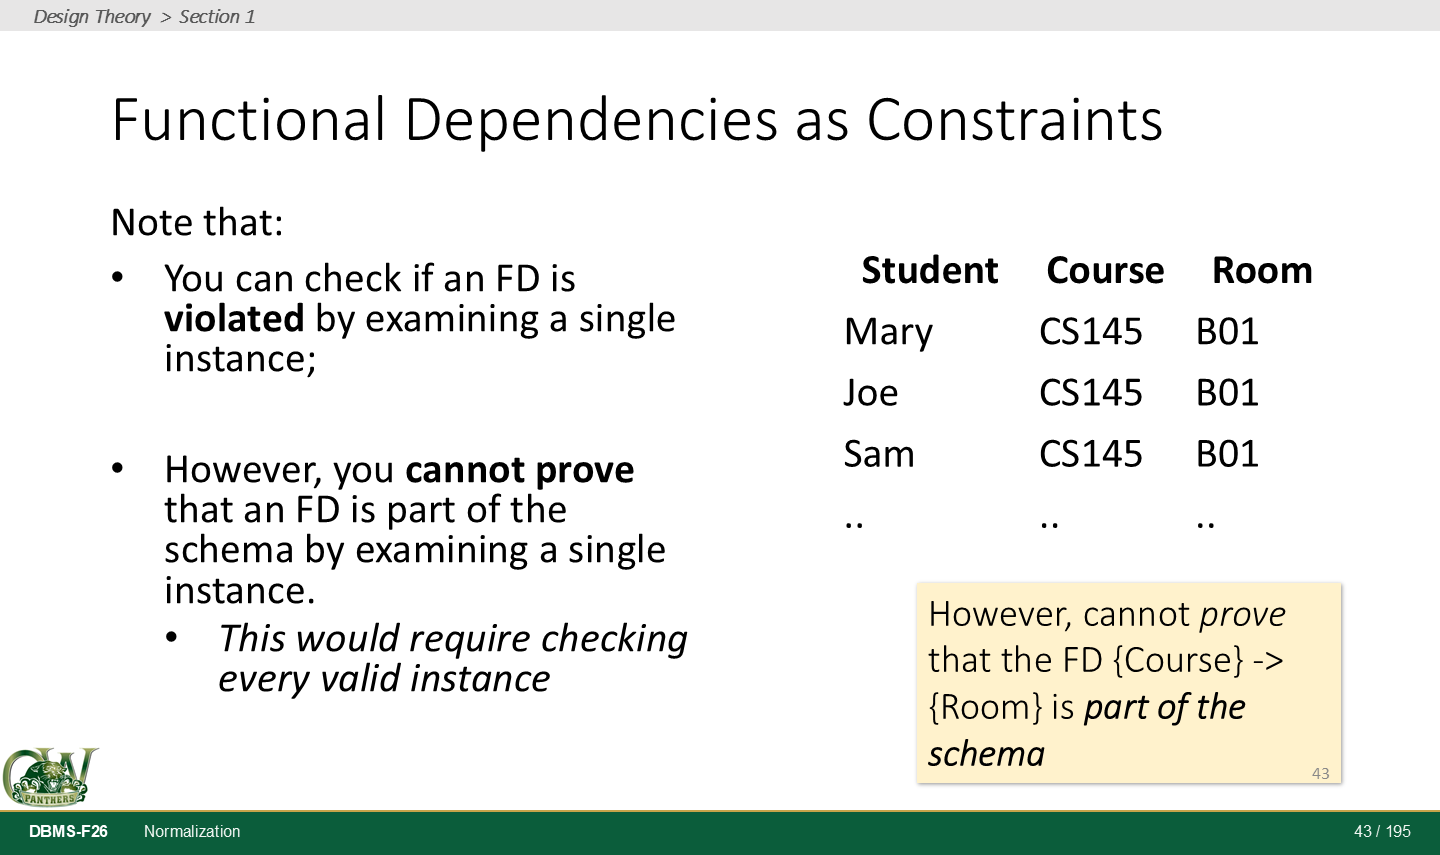 Design Theory > Section 1
Functional Dependencies as Constraints
Note that:
• You can check if an FD is
violated by examining a single
instance;
• However, you cannot prove
that an FD is part of the
schema by examining a single
instance.
• This would require checking
every valid instance
Student Course Room
Mary CS145 B01
Joe CS145 B01
Sam CS145 B01
.. .. ..
However, cannot prove
that the FD {Course} ->
{Room} is part of the
schema
43
PANTHERS
DBMS-F26 Normalization 43 / 195